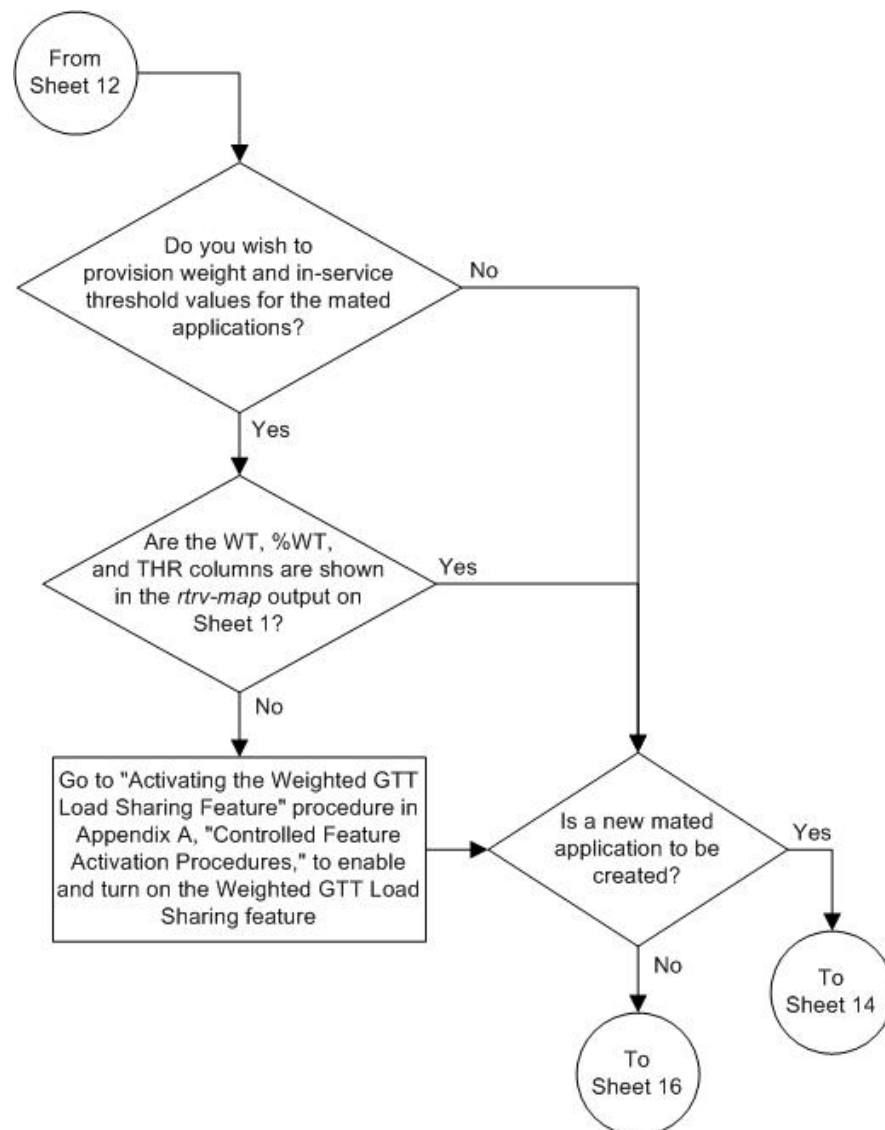 From
Sheet 12
Do you wish to
provision weight and in-service
threshold values for the mated
applications?
No
Yes
Are the WT, %WT,
and THR columns are shown
in the rtrv-map output on
Sheet 1?
Yes
No
Go to "Activating the Weighted GTT
Load Sharing Feature" procedure in
Appendix A, "Controlled Feature
Activation Procedures," to enable
and turn on the Weighted GTT Load
Sharing feature
Is a new mated
application to be
created?
Yes
No
To
Sheet 14
To
Sheet 16